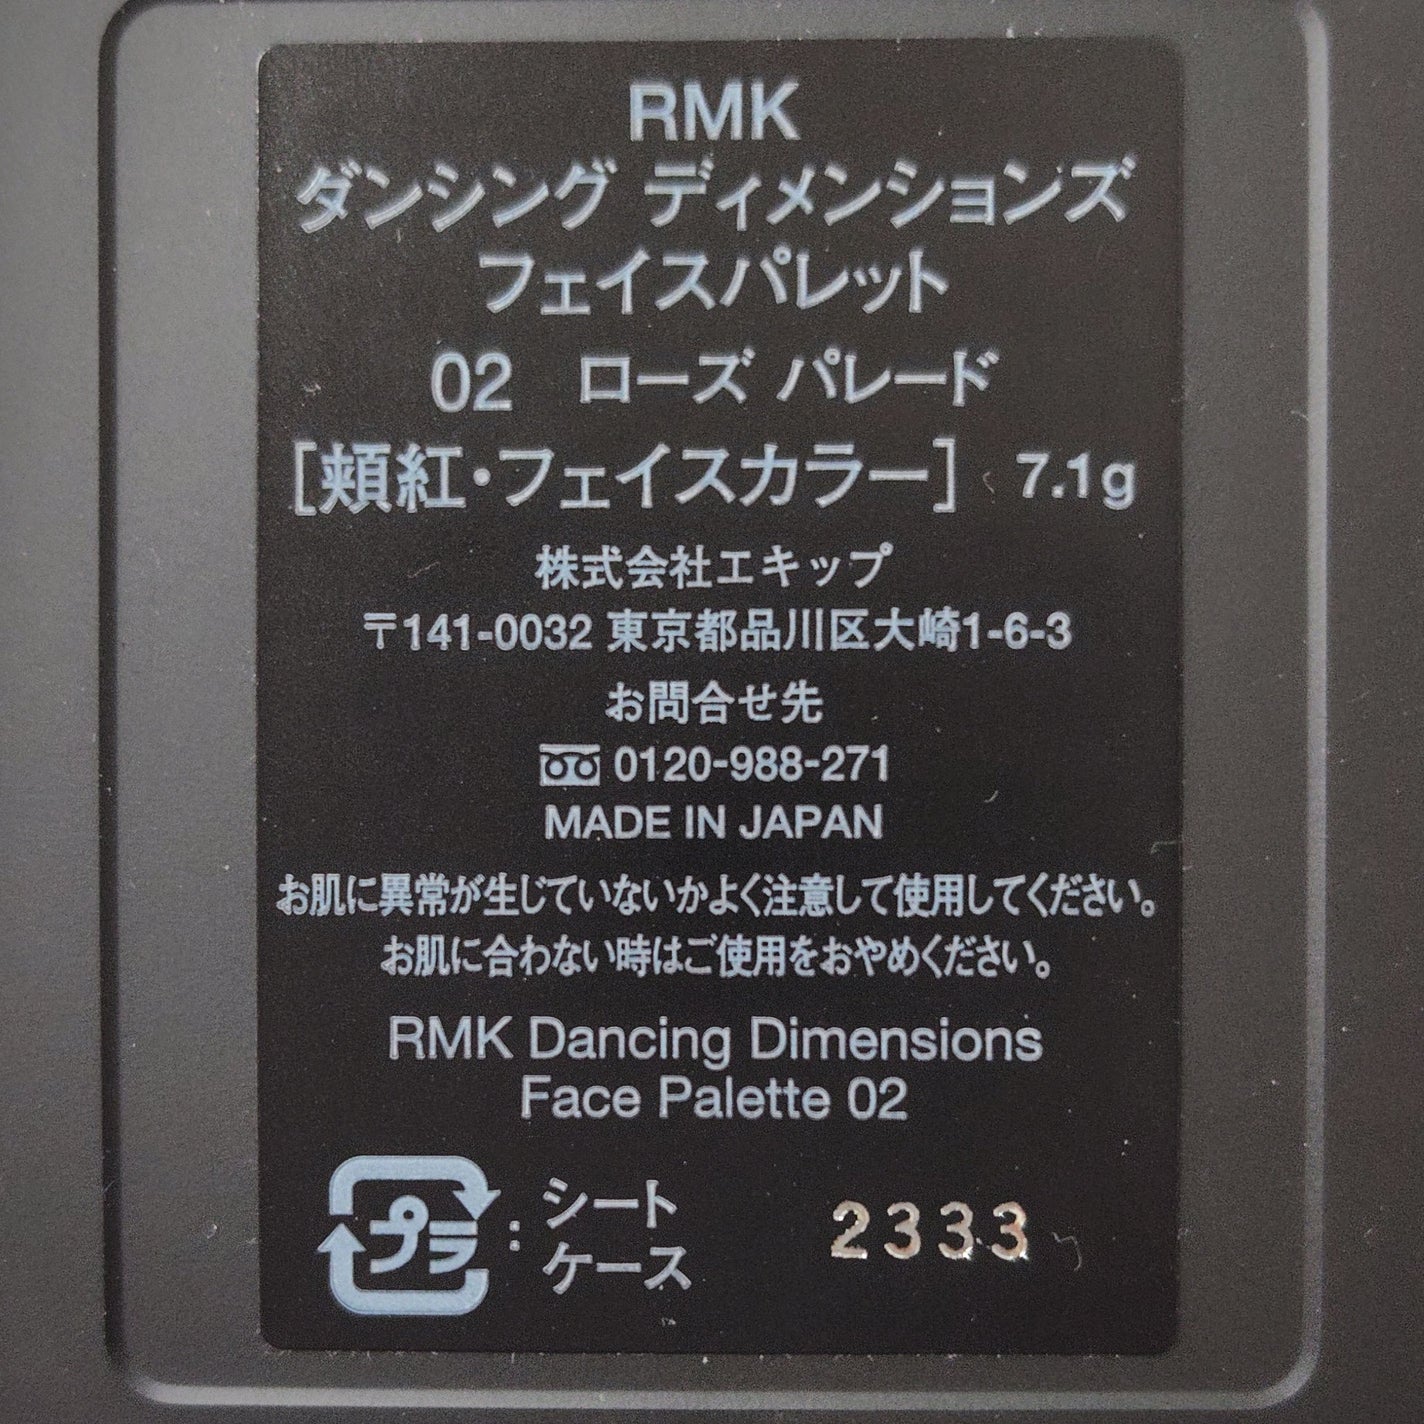 RMK
ダンシング ディメンションズ
フェイスパレット
02 ローズ パレード
[頬紅・フェイスカラー] 7.1g
株式会社エキップ
〒141-0032 東京都品川区大崎1-6-3
お問合せ先
0120-988-271
MADE IN JAPAN
お肌に異常が生じていないかよく注意して使用してください。
お肌に合わない時はご使用をおやめください。
RMK Dancing Dimensions
Face Palette 02
プラ : シート
ケース
2333